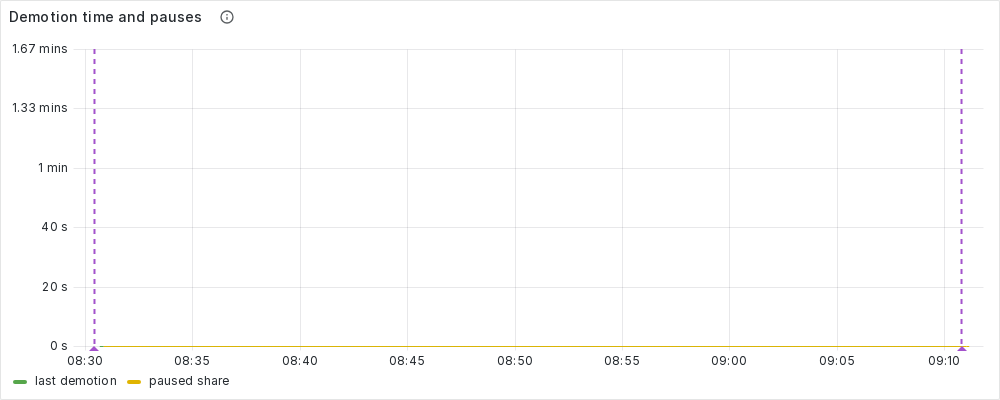 Demotion time and pauses
1.67 mins
1.33 mins
1 min
40 s
20 s
0 s
08:30 08:35 08:40 08:45 08:50 08:55 09:00 09:05 09:10
last demotion paused share